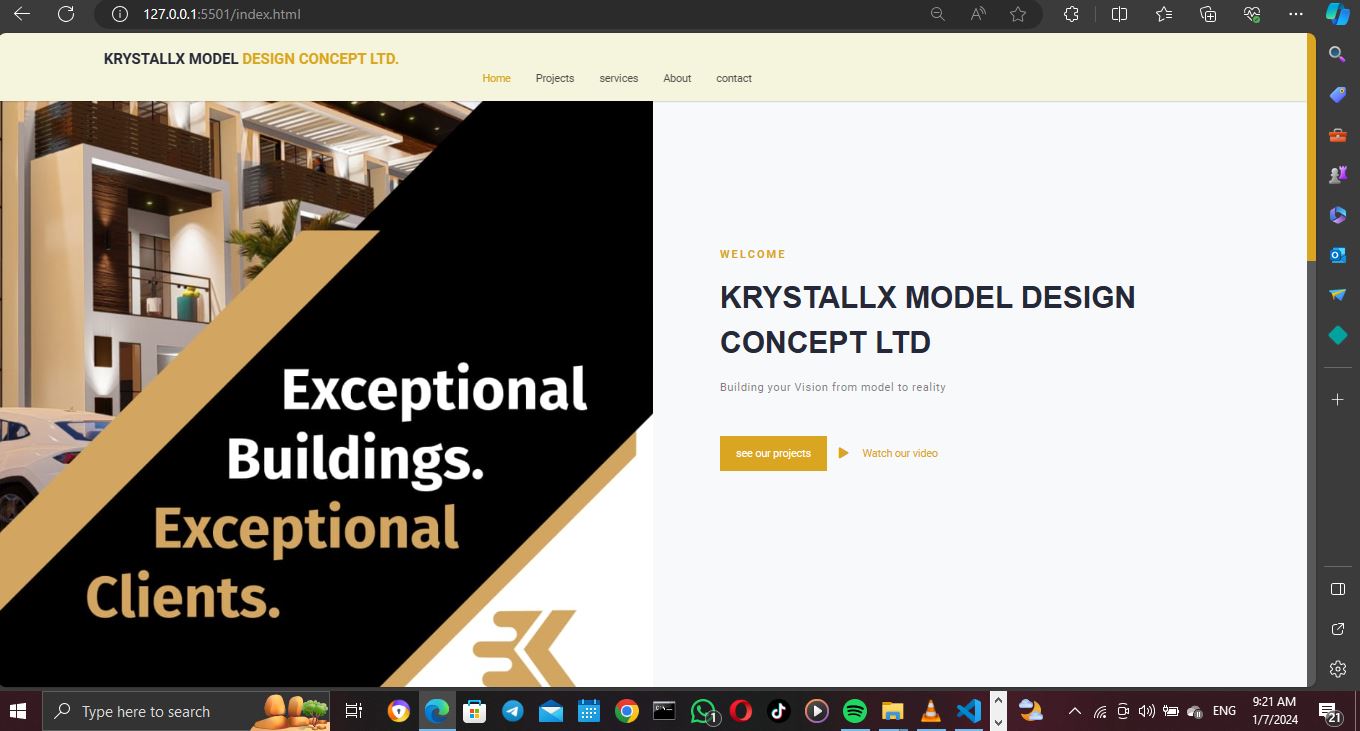 127.0.0.1:5501/index.html
KRYSTALLX MODEL DESIGN CONCEPT LTD.
Home Projects services About contact
Exceptional
Buildings.
Exceptional
Clients.
WELCOME
KRYSTALLX MODEL DESIGN
CONCEPT LTD
Building your Vision from model to reality
see our projects Watch our video
Type here to search
1
ENG
9:21 AM
1/7/2024
21